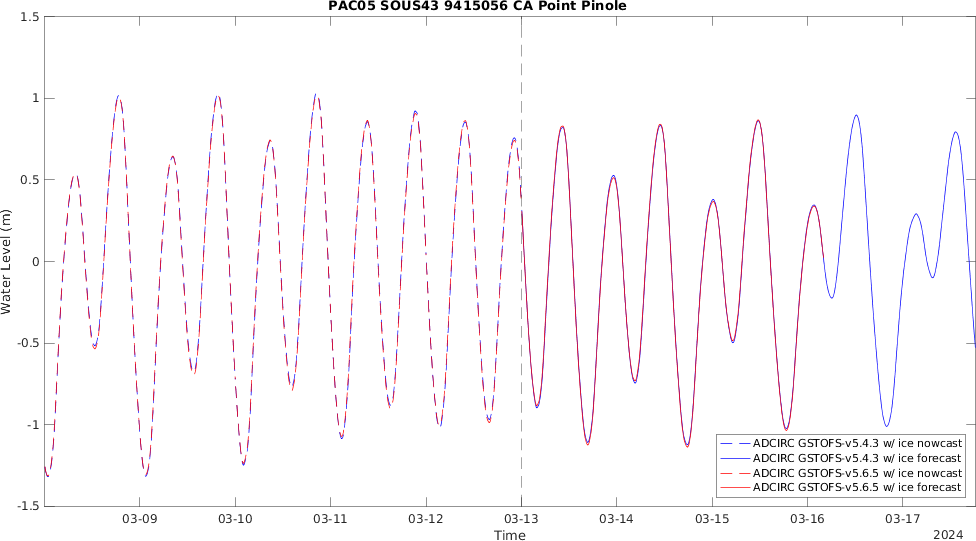 PAC05 SOUS43 9415056 CA Point Pinole
1.5
1
0.5
0
-0.5
-1
-1.5
Water Level (m)
ADCIRC GSTOFS-v5.4.3 w/ ice nowcast
ADCIRC GSTOFS-v5.4.3 w/ ice forecast
ADCIRC GSTOFS-v5.6.5 w/ ice nowcast
ADCIRC GSTOFS-v5.6.5 w/ ice forecast
03-09 03-10 03-11 03-12 03-13 03-14 03-15 03-16 03-17
Time
2024